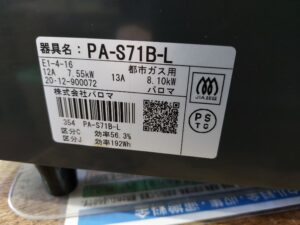 器具名：PA-S71B-L
E1-4-16 都市ガス用
12A 7.55kW 13A 8.10kW
20-12-900072 パロマ
株式会社パロマ
JIA認証
PS
TG
354 PA-S71B-L
区分C 効率56.3%
区分J 効率192Wh